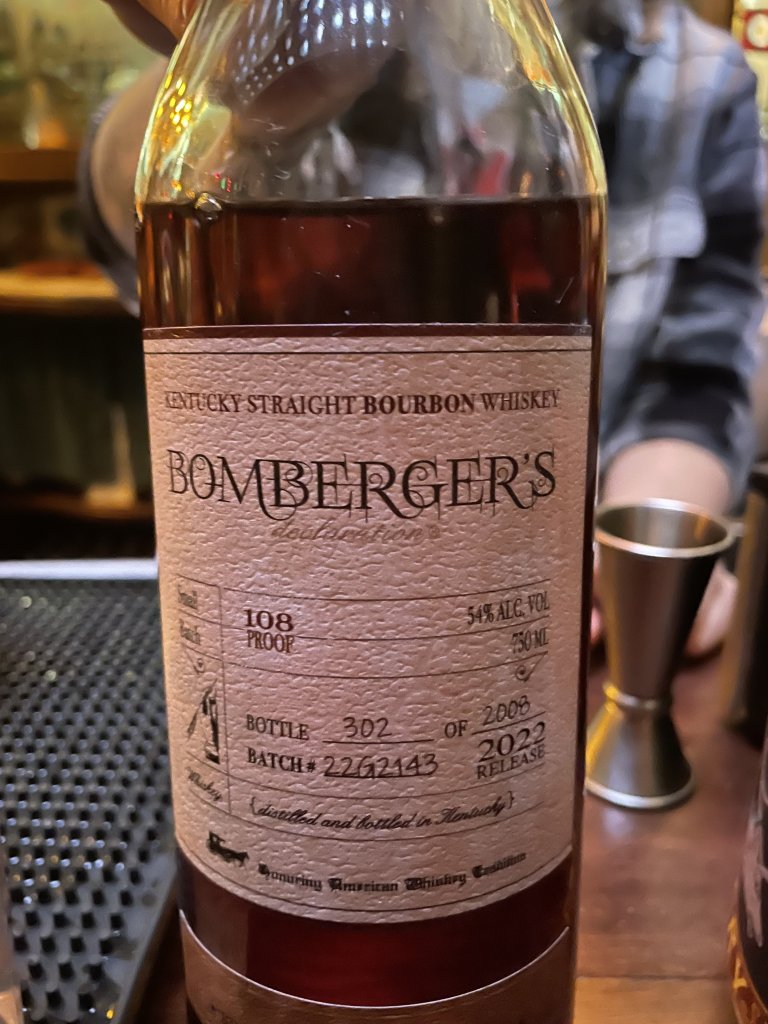 KENTUCKY STRAIGHT BOURBON WHISKEY
BOMBERGER'S
declaration®
Small
Batch
108
PROOF
54% ALC. VOL
750 ML
BOTTLE 302 OF 2008
BATCH # 22G2143
2022
RELEASE
Whiskey
{distilled and bottled in Kentucky}
Honoring American Whiskey Tradition